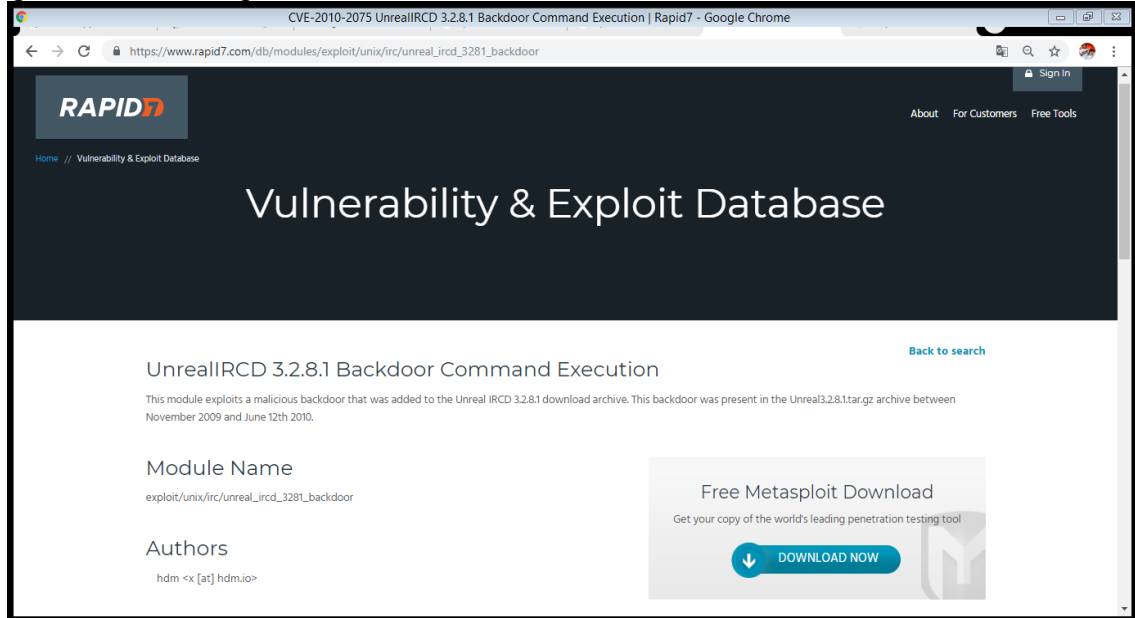 CVE-2010-2075 UnrealIRCD 3.2.8.1 Backdoor Command Execution | Rapid7 - Google Chrome
https://www.rapid7.com/db/modules/exploit/unix/irc/unreal_ircd_3281_backdoor
Sign In
RAPID7
About For Customers Free Tools
Home // Vulnerability & Exploit Database
Vulnerability & Exploit Database
Back to search
UnrealIRCD 3.2.8.1 Backdoor Command Execution
This module exploits a malicious backdoor that was added to the Unreal IRCD 3.2.8.1 download archive. This backdoor was present in the Unreal3.2.8.1.tar.gz archive between
November 2009 and June 12th 2010.
Module Name
exploit/unix/irc/unreal_ircd_3281_backdoor
Free Metasploit Download
Get your copy of the world's leading penetration testing tool
Authors
DOWNLOAD NOW
hdm <x [at] hdm.io>